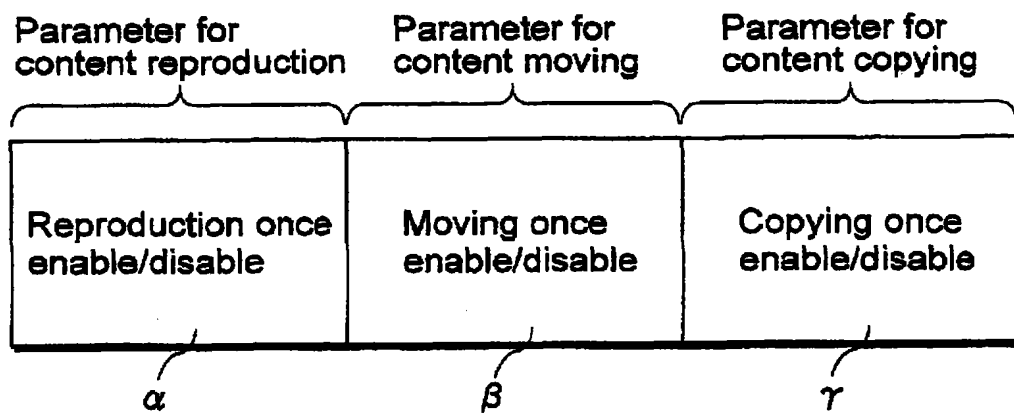 Parameter for
content reproduction
Parameter for
content moving
Parameter for
content copying
Reproduction once
enable/disable
Moving once
enable/disable
Copying once
enable/disable
α
β
γ